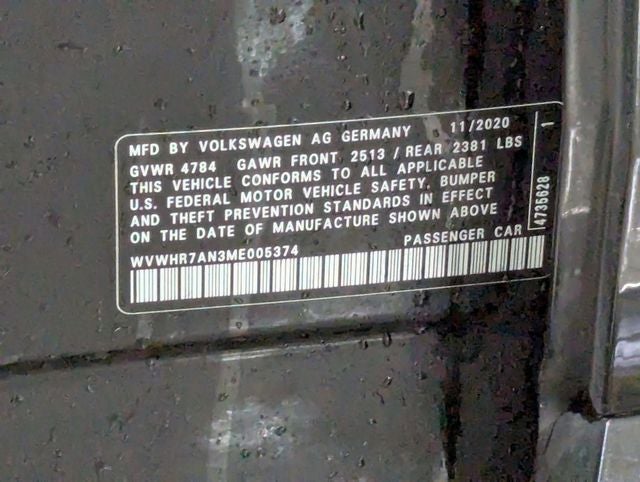 MFD BY VOLKSWAGEN AG GERMANY 11/2020
GVWR 4784 GAWR FRONT 2513 / REAR 2381 LBS
THIS VEHICLE CONFORMS TO ALL APPLICABLE
U.S. FEDERAL MOTOR VEHICLE SAFETY, BUMPER
AND THEFT PREVENTION STANDARDS IN EFFECT
ON THE DATE OF MANUFACTURE SHOWN ABOVE
WVWHR7AN3ME005374 PASSENGER CAR
4735628 1